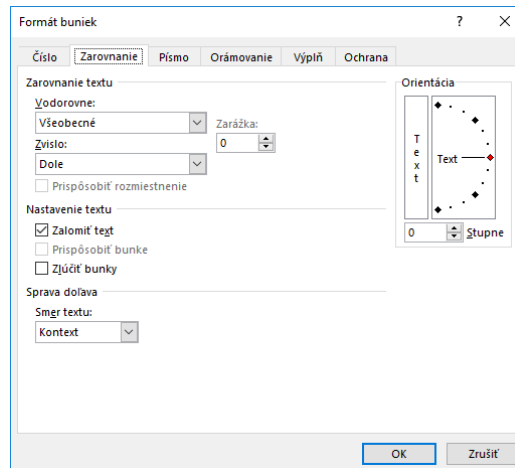 Formát buniek
Číslo Zarovnanie Písmo Orámovanie Výplň Ochrana
Zarovnanie textu
Vodorovne:
Všeobecné
Zarážka:
0
Zvislo:
Dole
Prispôsobiť rozmiestnenie
Nastavenie textu
Zalomiť text
Prispôsobiť bunke
Zlúčiť bunky
Sprava doľava
Smer textu:
Kontext
Orientácia
Text
Text
0 Stupne
OK Zrušiť